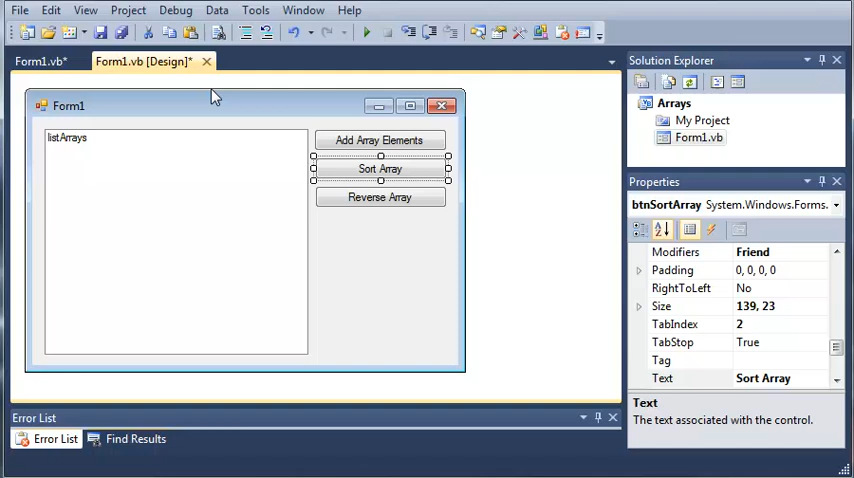 File Edit View Project Debug Data Tools Window Help
Form1.vb* Form1.vb [Design]*
Form1
listArrays
Add Array Elements
Sort Array
Reverse Array
Solution Explorer
Arrays
My Project
Form1.vb
Properties
btnSortArray System.Windows.Forms.
Modifiers Friend
Padding 0, 0, 0, 0
RightToLeft No
Size 139, 23
TabIndex 2
TabStop True
Tag
Text Sort Array
Text
The text associated with the control.
Error List
Error List Find Results